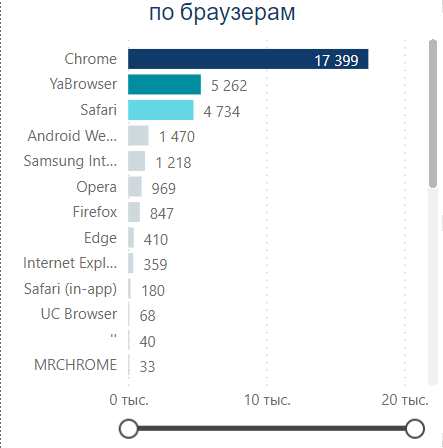 по браузерам
Chrome 17 399
YaBrowser 5 262
Safari 4 734
Android We... 1 470
Samsung Int... 1 218
Opera 969
Firefox 847
Edge 410
Internet Expl... 359
Safari (in-app) 180
UC Browser 68
'' 40
MRCHROME 33
0 тыс. 10 тыс. 20 тыс.